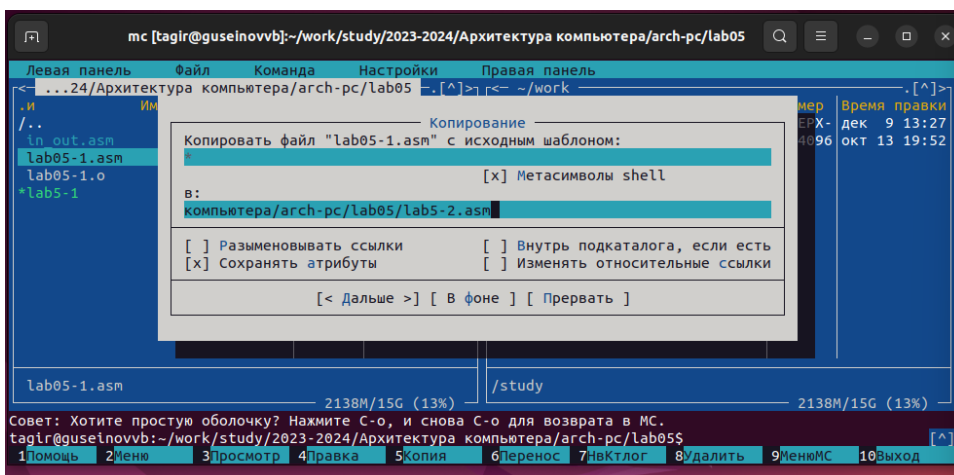 mc [tagir@guseinovvb]:~/work/study/2023-2024/Архитектура компьютера/arch-pc/lab05
Левая панель Файл Команда Настройки Правая панель
<− ...24/Архитектура компьютера/arch-pc/lab05 −.[^]> <− ~/work .[^]>
.и Им мер Время правки
/.. ЕРХ- дек 9 13:27
in_out.asm 4096 окт 13 19:52
lab05-1.asm
lab05-1.o
*lab5-1
Копирование
Копировать файл "lab05-1.asm" с исходным шаблоном:
*
[x] Метасимволы shell
в:
компьютера/arch-pc/lab05/lab5-2.asm
[ ] Разыменовывать ссылки [ ] Внутрь подкаталога, если есть
[x] Сохранять атрибуты [ ] Изменять относительные ссылки
[< Дальше >] [ В фоне ] [ Прервать ]
lab05-1.asm /study
2138M/15G (13%) 2138M/15G (13%)
Совет: Хотите простую оболочку? Нажмите C-o, и снова C-o для возврата в MC.
tagir@guseinovvb:~/work/study/2023-2024/Архитектура компьютера/arch-pc/lab05$ [^]
1Помощь 2Меню 3Просмотр 4Правка 5Копия 6Перенос 7НвКтлог 8Удалить 9МенюMC 10Выход